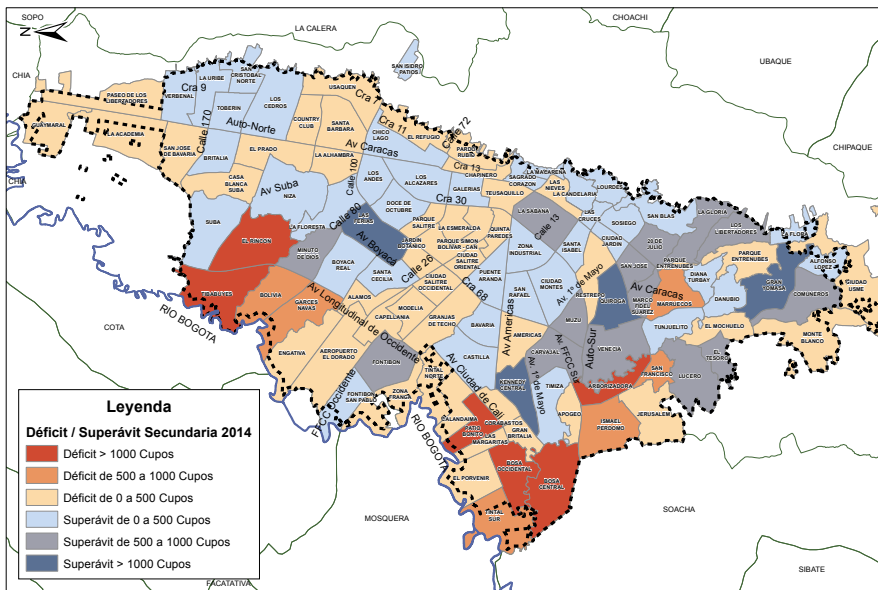 SOPO
LA CALERA
CHOACHI
UBAQUE
CHIPAQUE
CHIA
CHIA
COTA
MOSQUERA
FACATATIVA
SOACHA
SIBATE
N
SAN ISIDRO
PATIOS
PASEO DE LOS
LIBERTADORES
GUAYMARAL
LA ACADEMIA
VERBENAL
LA URIBE
SAN
CRISTOBAL
NORTE
Cra 9
TOBERIN
LOS
CEDROS
USAQUEN
Cra 7
Cra 11
Calle 72
Calle 170
Auto-Norte
COUNTRY
CLUB
SANTA
BARBARA
CHICO
LAGO
EL REFUGIO
PARDO
RUBIO
SAN JOSE
DE BAVARIA
BRITALIA
EL PRADO
LA ALHAMBRA
Av Caracas
Cra 13
CHAPINERO
CASA
BLANCA
SUBA
Av Suba
NIZA
Calle 100
LOS
ANDES
LOS
ALCAZARES
GALERIAS
TEUSAQUILLO
Cra 30
SAGRADO
CORAZON
LA MACARENA
LAS
NIEVES
LA CANDELARIA
LOURDES
SUBA
EL RINCON
LA FLORESTA
Calle 80
LAS
FERIAS
DOCE DE
OCTUBRE
PARQUE
SALITRE
LA ESMERALDA
QUINTA
PAREDES
LA SABANA
Calle 13
LAS
CRUCES
SOSIEGO
SAN BLAS
LA GLORIA
LOS
LIBERTADORES
MINUTO
DE DIOS
BOYACA
REAL
Av Boyaca
JARDIN
BOTANICO
PARQUE SIMON
BOLIVAR - CAN
CIUDAD
SALITRE
ORIENTAL
ZONA
INDUSTRIAL
SANTA
ISABEL
CIUDAD
JARDIN
20 DE
JULIO
LA FLORA
ALFONSO
LOPEZ
TIBABUYES
BOLIVIA
GARCES
NAVAS
SANTA
CECILIA
Calle 26
CIUDAD
SALITRE
OCCIDENTAL
PUENTE
ARANDA
CIUDAD
MONTES
Av. 1º de Mayo
RESTREPO
SAN JOSE
PARQUE
ENTRENUBES
DIANA
TURBAY
PARQUE
ENTRENUBES
GRAN
YOMASA
CIUDAD
USME
RIO BOGOTA
Av Longitudinal de Occidente
ALAMOS
MODELIA
CAPELLANIA
GRANJAS
DE TECHO
Cra 68
SAN
RAFAEL
QUIROGA
MARCO
FIDEL
SUAREZ
Av Caracas
MARRUECOS
DANUBIO
COMUNEROS
ENGATIVA
AEROPUERTO
EL DORADO
FONTIBON
BAVARIA
Av Americas
AMERICAS
MUZU
Auto-Sur
VENECIA
TUNJUELITO
EL MOCHUELO
MONTE
BLANCO
FFCC Occidente
FONTIBON
SAN PABLO
ZONA
FRANCA
TINTAL
NORTE
CASTILLA
Av Ciudad de Cali
KENNEDY
CENTRAL
CARVAJAL
Av. 1º de Mayo
Av. FFCC Sur
TIMIZA
ARBORIZADORA
SAN
FRANCISCO
LUCERO
EL
TESORO
RIO BOGOTA
CALANDAIMA
PATIO
BONITO
CORABASTOS
LAS
MARGARITAS
GRAN
BRITALIA
APOGEO
ISMAEL
PERDOMO
JERUSALEM
EL PORVENIR
BOSA
OCCIDENTAL
BOSA
CENTRAL
TINTAL
SUR
Leyenda
Déficit / Superávit Secundaria 2014
Déficit > 1000 Cupos
Déficit de 500 a 1000 Cupos
Déficit de 0 a 500 Cupos
Superávit de 0 a 500 Cupos
Superávit de 500 a 1000 Cupos
Superávit > 1000 Cupos